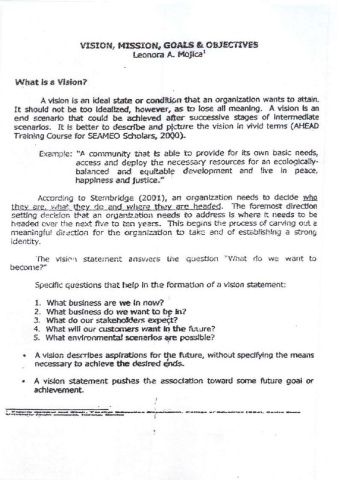 VISION, MISSION, GOALS & OBJECTIVES
Leonora A. Mojica¹
What is a Vision?
A vision is an ideal state or condition that an organization wants to attain.
It should not be too idealized, however, as to lose all meaning. A vision is an
end scenario that could be achieved after successive stages of intermediate
scenarios. It is better to describe and picture the vision in vivid terms (AHEAD
Training Course for SEAMEO Scholars, 2000).
Example: "A community that is able to provide for its own basic needs,
access and deploy the necessary resources for an ecologically-
balanced and equitable development and live in peace,
happiness and justice."
According to Sternbridge (2001), an organization needs to decide who
they are, what they do and where they are headed. The foremost direction
setting decision that an organization needs to address is where it needs to be
headed over the next five to ten years. This begins the process of carving out a
meaningful direction for the organization to take and of establishing a strong
identity.
The vision statement answers the question "What do we want to
become?"
Specific questions that help in the formation of a vision statement:
1. What business are we in now?
2. What business do we want to be in?
3. What do our stakeholders expect?
4. What will our customers want in the future?
5. What environmental scenarios are possible?
• A vision describes aspirations for the future, without specifying the means
necessary to achieve the desired ends.
• A vision statement pushes the association toward some future goal or
achievement.